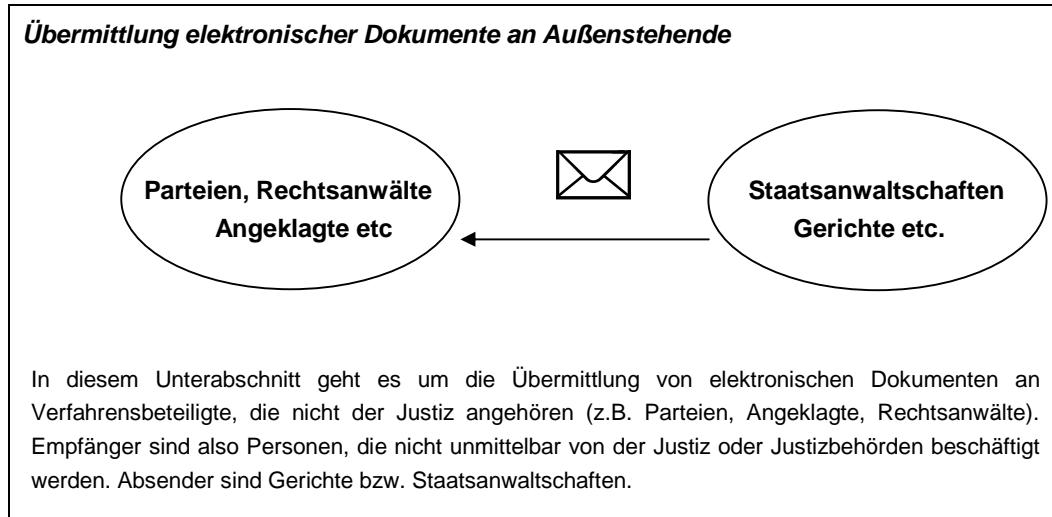 Übermittlung elektronischer Dokumente an Außenstehende
Parteien, Rechtsanwälte
Angeklagte etc
Staatsanwaltschaften
Gerichte etc.
In diesem Unterabschnitt geht es um die Übermittlung von elektronischen Dokumenten an
Verfahrensbeteiligte, die nicht der Justiz angehören (z.B. Parteien, Angeklagte, Rechtsanwälte).
Empfänger sind also Personen, die nicht unmittelbar von der Justiz oder Justizbehörden beschäftigt
werden. Absender sind Gerichte bzw. Staatsanwaltschaften.